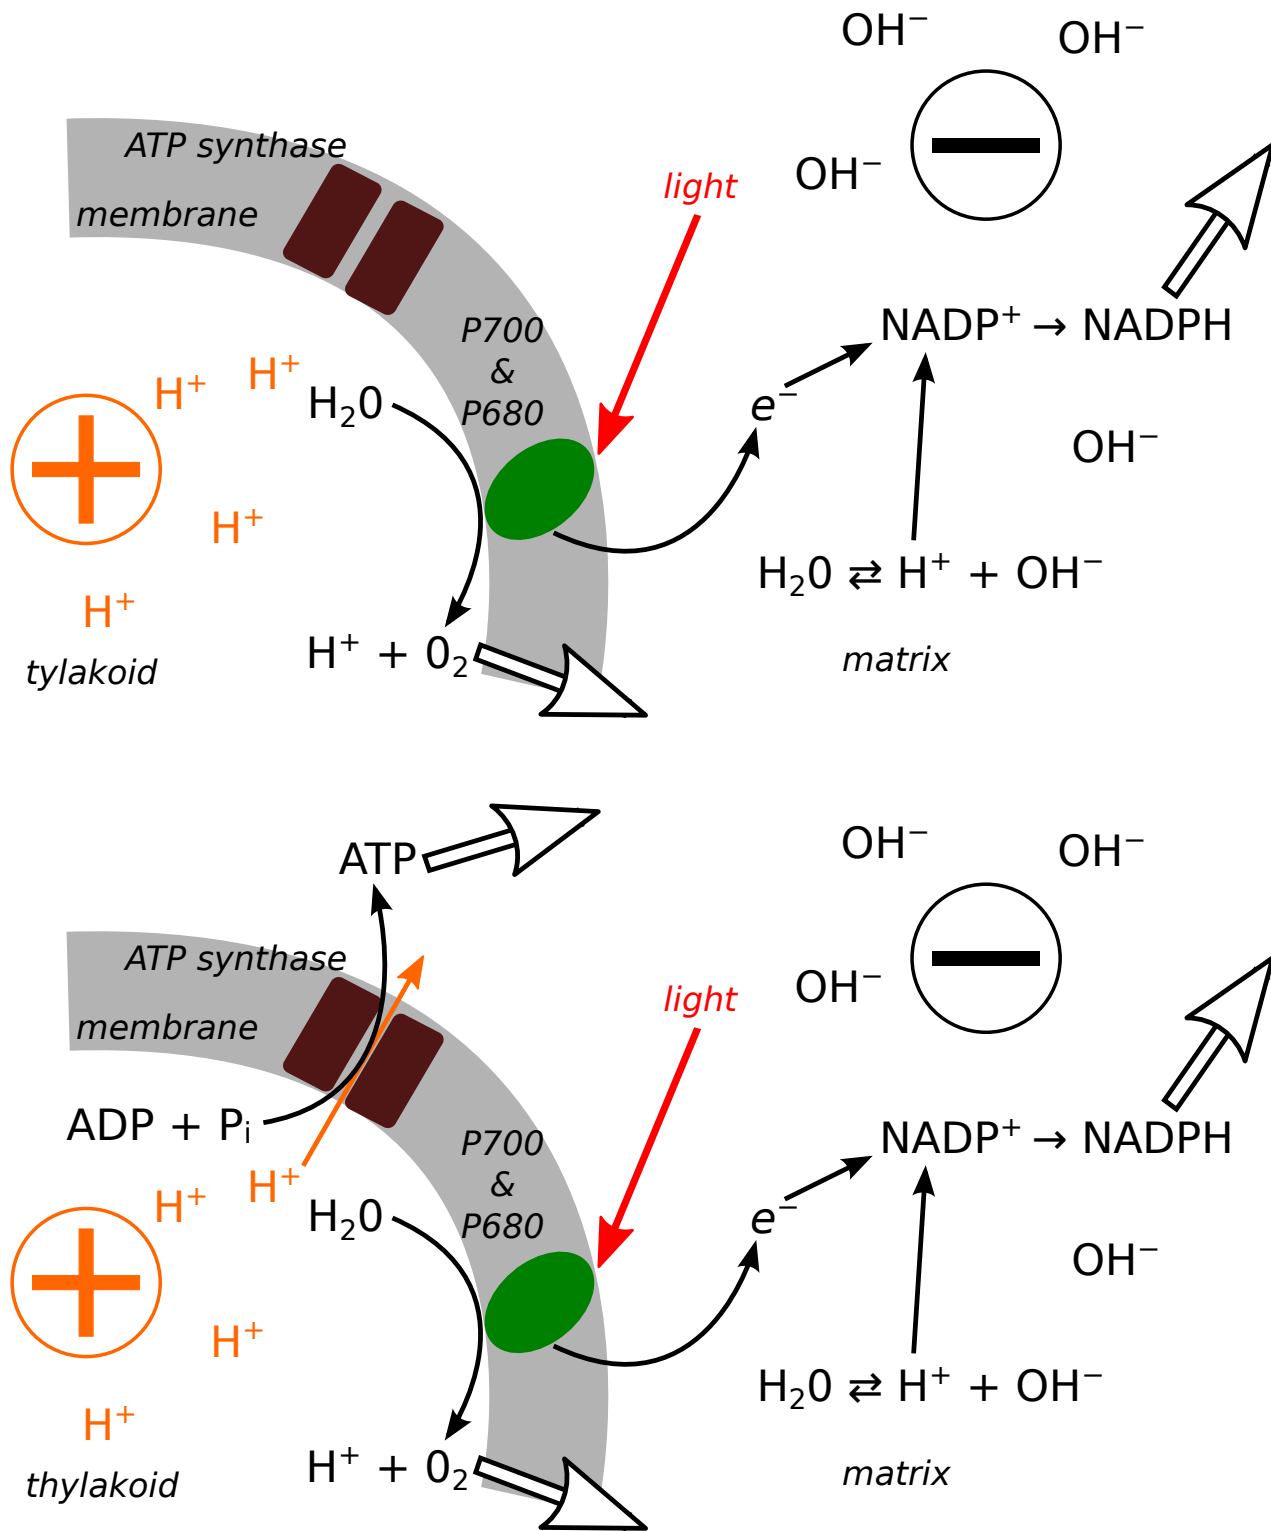 OH⁻
OH⁻
ATP synthase
OH⁻
light
membrane
P700
NADP⁺ → NADPH
&
H⁺
H⁺
H₂0
P680
e⁻
OH⁻
H⁺
H₂0 ⇄ H⁺ + OH⁻
H⁺
H⁺ + 0₂
tylakoid
matrix
ATP
OH⁻
OH⁻
ATP synthase
OH⁻
light
membrane
ADP + Pᵢ
P700
NADP⁺ → NADPH
&
H⁺
H⁺
H₂0
P680
e⁻
OH⁻
H⁺
H₂0 ⇄ H⁺ + OH⁻
H⁺
H⁺ + 0₂
thylakoid
matrix